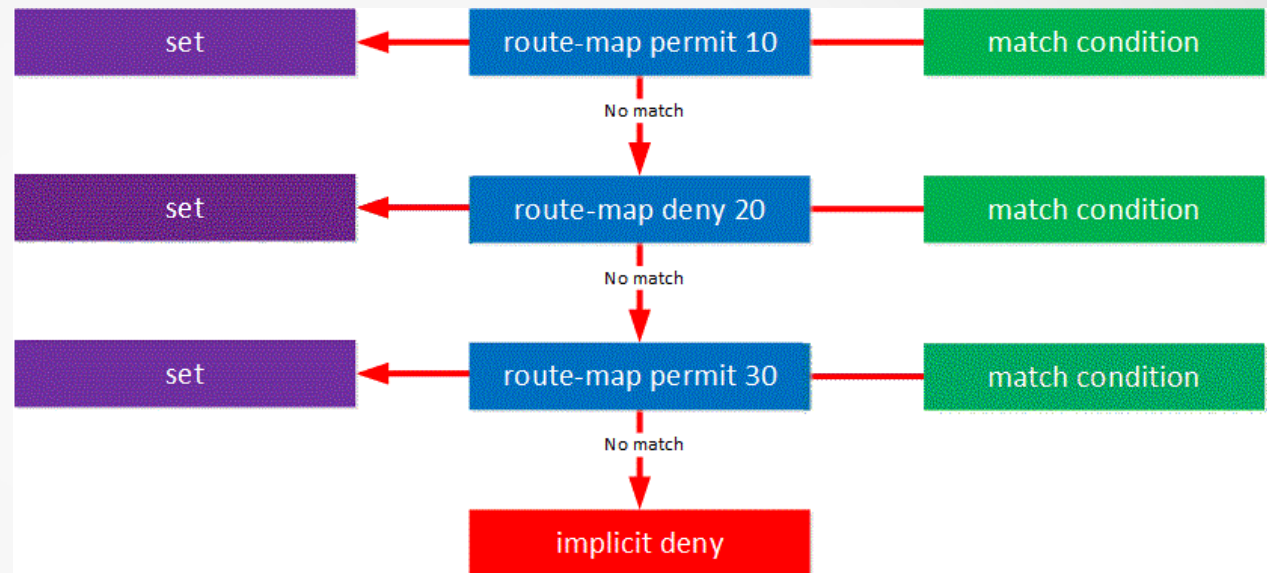 set
route-map permit 10
match condition
No match
set
route-map deny 20
match condition
No match
set
route-map permit 30
match condition
No match
implicit deny